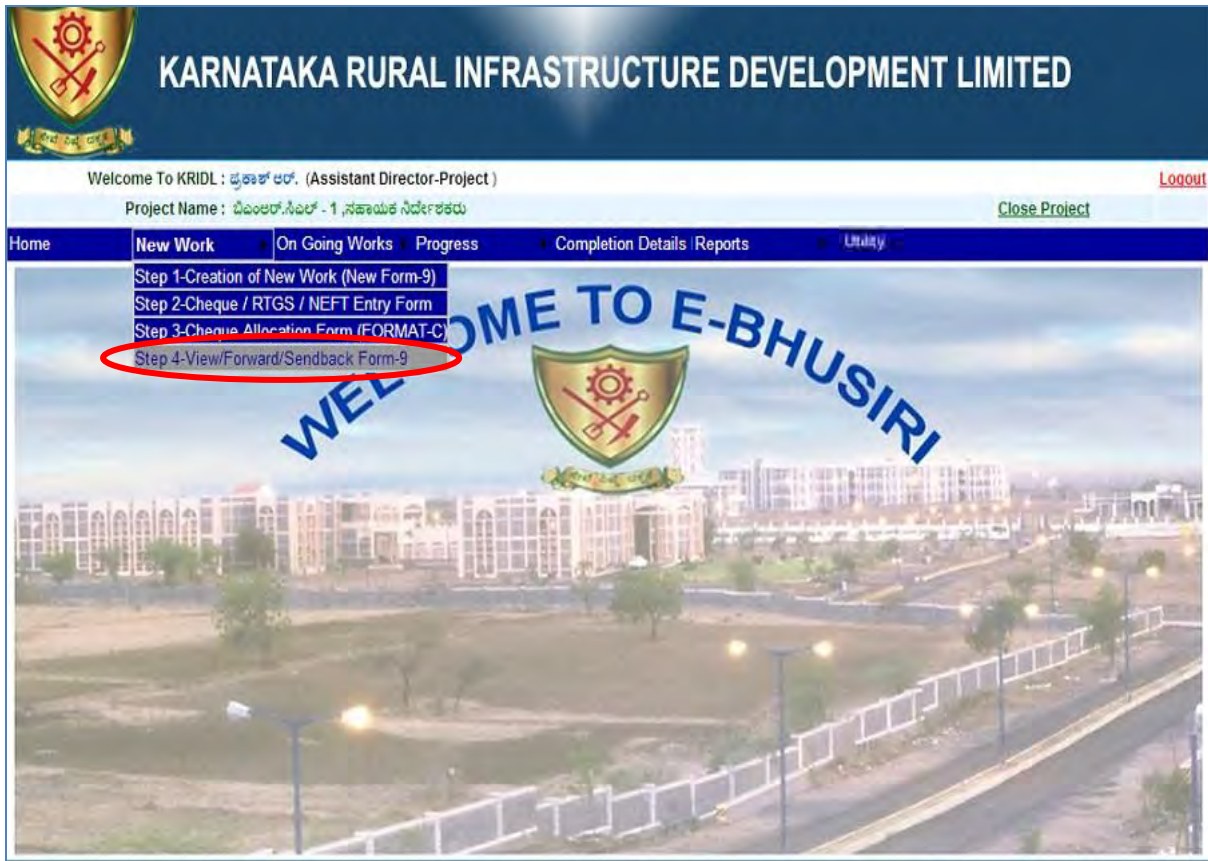 KARNATAKA RURAL INFRASTRUCTURE DEVELOPMENT LIMITED
Welcome To KRIDL : ಪ್ರಕಾಶ್ ಆರ್. (Assistant Director-Project )
Logout
Project Name : ಬಿಎಂಆರ್.ಸಿಎಲ್ - 1 ,ಸಹಾಯಕ ನಿರ್ದೇಶಕರು
Close Project
Home New Work On Going Works Progress Completion Details Reports Utility
Step 1-Creation of New Work (New Form-9)
Step 2-Cheque / RTGS / NEFT Entry Form
Step 3-Cheque Allocation Form (FORMAT-C)
Step 4-View/Forward/Sendback Form-9
WELCOME TO E-BHUSIRI